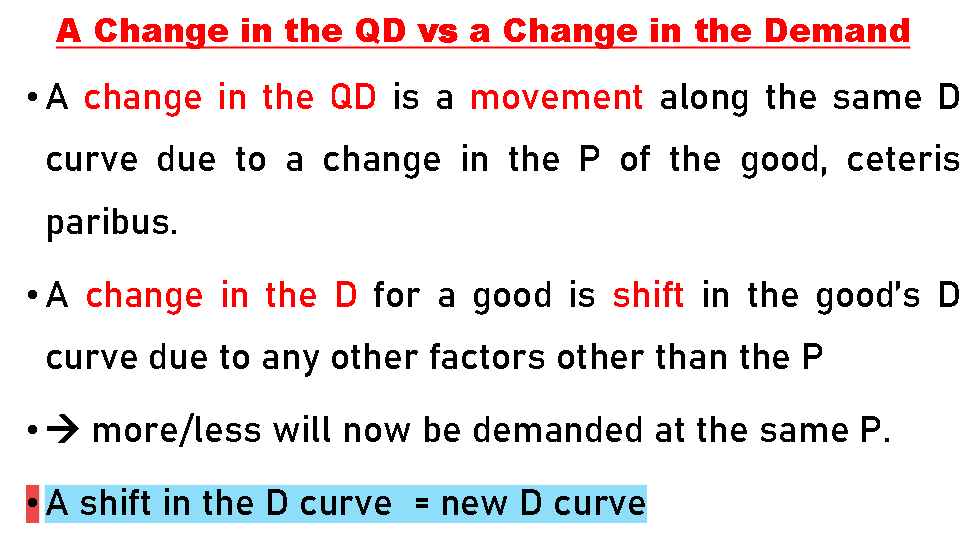 A Change in the QD vs a Change in the Demand
• A change in the QD is a movement along the same D
curve due to a change in the P of the good, ceteris
paribus.
• A change in the D for a good is shift in the good's D
curve due to any other factors other than the P
• → more/less will now be demanded at the same P.
• A shift in the D curve = new D curve